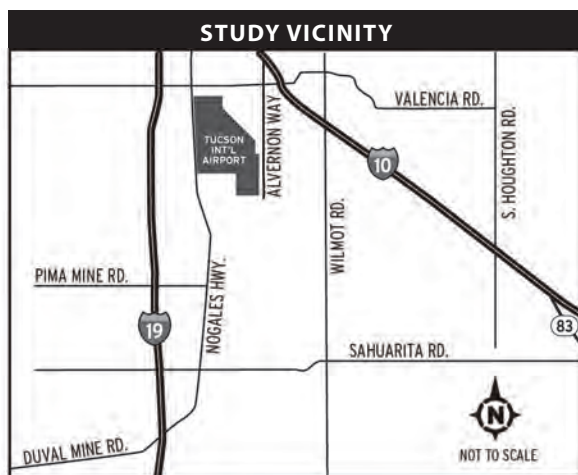 STUDY VICINITY
VALENCIA RD.
TUCSON
INT'L
AIRPORT
ALVERNON WAY
10
S. HOUGHTON RD.
WILMOT RD.
NOGALES HWY.
PIMA MINE RD.
19
83
SAHUARITA RD.
N
DUVAL MINE RD.
NOT TO SCALE